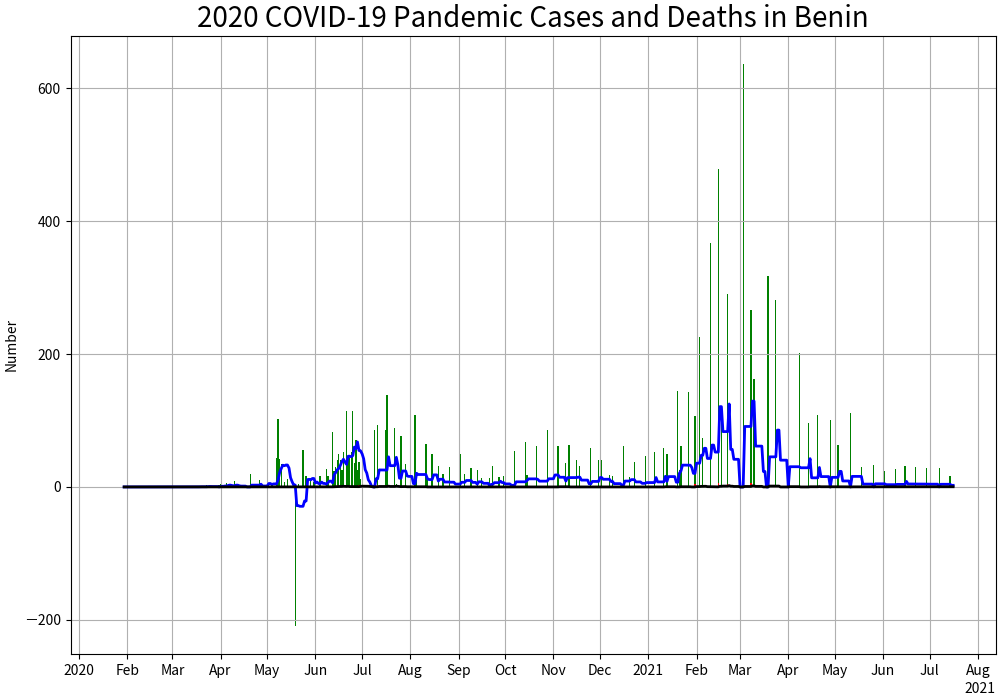 2020 COVID-19 Pandemic Cases and Deaths in Benin
Number
600
400
200
0
−200
2020 Feb Mar Apr May Jun Jul Aug Sep Oct Nov Dec 2021 Feb Mar Apr May Jun Jul Aug
2021